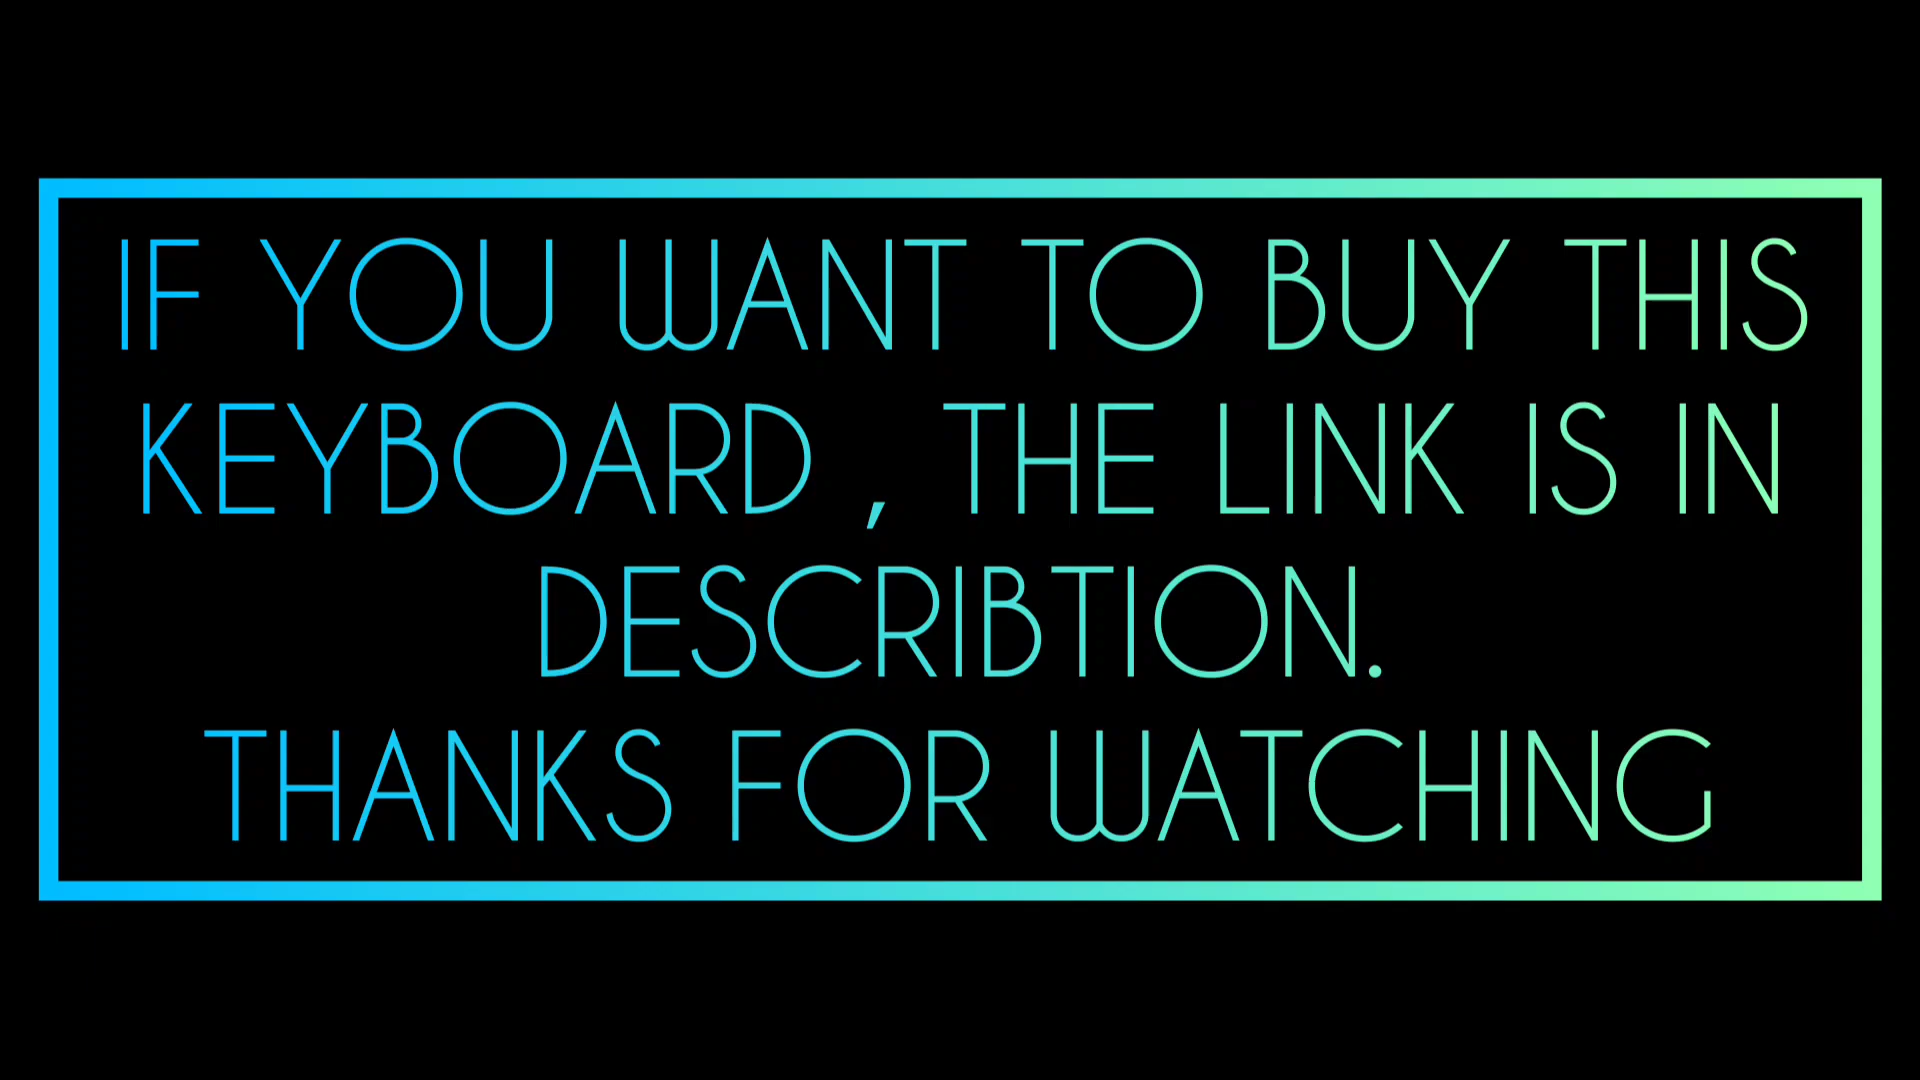 IF YOU WANT TO BUY THIS
KEYBOARD , THE LINK IS IN
DESCRIBTION.
THANKS FOR WATCHING